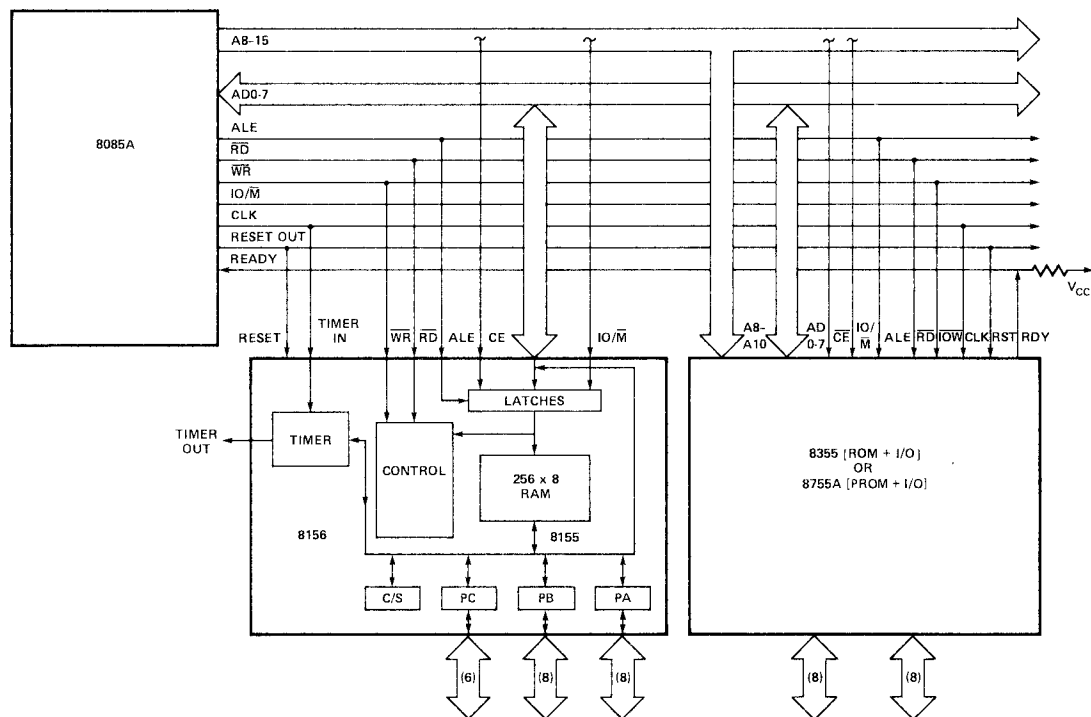 A8-15
AD0-7
8085A
ALE
RD
WR
IO/M
CLK
RESET OUT
READY
VCC
RESET
TIMER IN
WR
RD
ALE
CE
IO/M
A8-A10
AD 0-7
CE
IO/M
ALE
RD
IOW
CLK
RST
RDY
LATCHES
TIMER OUT
TIMER
CONTROL
256 x 8
RAM
8156
8155
C/S
PC
PB
PA
(6)
(8)
(8)
8355 [ROM + I/O]
OR
8755A [PROM + I/O]
(8)
(8)